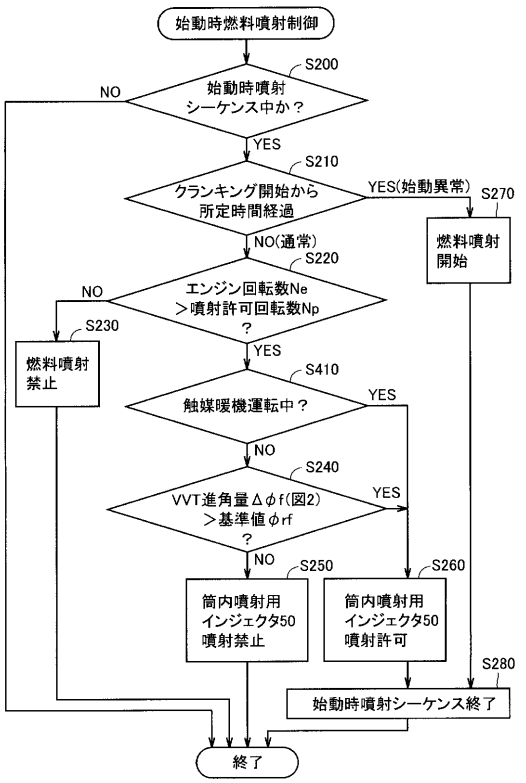 始動時燃料噴射制御
S200
NO
始動時噴射
シーケンス中か？
YES
S210
クランキング開始から
所定時間経過
YES(始動異常)
S270
燃料噴射
開始
NO(通常)
S220
エンジン回転数Ne
＞噴射許可回転数Np
？
NO
S230
燃料噴射
禁止
YES
S410
触媒暖機運転中？
YES
NO
S240
VVT進角量Δφf(図2)
＞基準値φrf
？
YES
NO
S250
筒内噴射用
インジェクタ50
噴射禁止
S260
筒内噴射用
インジェクタ50
噴射許可
S280
始動時噴射シーケンス終了
終了